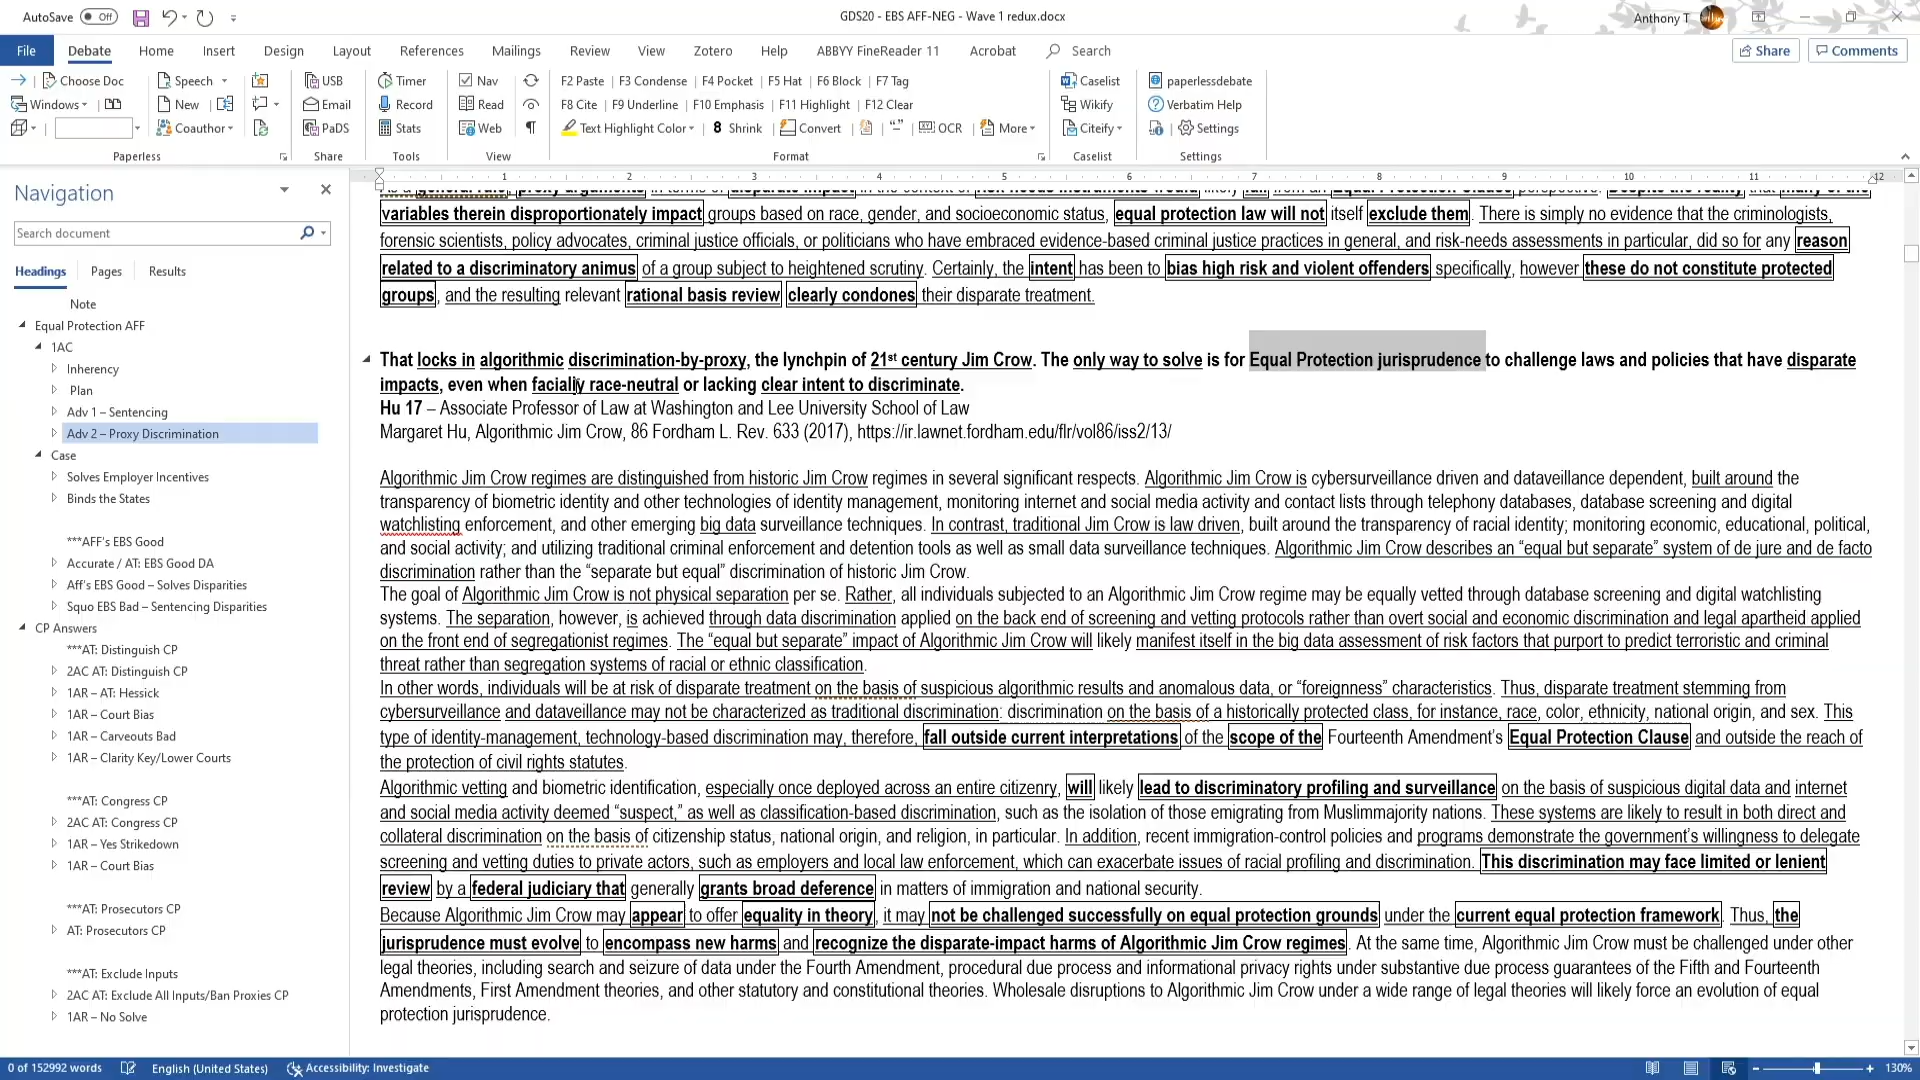 AutoSave Off
GDS20 - EBS AFF-NEG - Wave 1 redux.docx
Anthony T
File Debate Home Insert Design Layout References Mailings Review View Zotero Help ABBYY FineReader 11 Acrobat Search
Share Comments
Choose Doc Speech USB Timer Nav F2 Paste F3 Condense F4 Pocket F5 Hat F6 Block F7 Tag Caselist paperlessdebate
Windows New Email Record Read F8 Cite F9 Underline F10 Emphasis F11 Highlight F12 Clear Wikify Verbatim Help
Coauthor PaDS Stats Web Text Highlight Color 8 Shrink Convert OCR More Citeify Settings
Paperless Share Tools View Format Caselist Settings
Navigation
Search document
Headings Pages Results
Note
Equal Protection AFF
1AC
Inherency
Plan
Adv 1 – Sentencing
Adv 2 – Proxy Discrimination
Case
Solves Employer Incentives
Binds the States
***AFF's EBS Good
Accurate / AT: EBS Good DA
Aff's EBS Good – Solves Disparities
Squo EBS Bad – Sentencing Disparities
CP Answers
***AT: Distinguish CP
2AC AT: Distinguish CP
1AR – AT: Hessick
1AR – Court Bias
1AR – Carveouts Bad
1AR – Clarity Key/Lower Courts
***AT: Congress CP
2AC AT: Congress CP
1AR – Yes Strikedown
1AR – Court Bias
***AT: Prosecutors CP
AT: Prosecutors CP
***AT: Exclude Inputs
2AC AT: Exclude All Inputs/Ban Proxies CP
1AR – No Solve
1 2 3 4 5 6 7 8 9 10 11 12
variables therein disproportionately impact groups based on race, gender, and socioeconomic status, equal protection law will not itself exclude them. There is simply no evidence that the criminologists,
forensic scientists, policy advocates, criminal justice officials, or politicians who have embraced evidence-based criminal justice practices in general, and risk-needs assessments in particular, did so for any reason
related to a discriminatory animus of a group subject to heightened scrutiny. Certainly, the intent has been to bias high risk and violent offenders specifically, however these do not constitute protected
groups, and the resulting relevant rational basis review clearly condones their disparate treatment.
That locks in algorithmic discrimination-by-proxy, the lynchpin of 21st century Jim Crow. The only way to solve is for Equal Protection jurisprudence to challenge laws and policies that have disparate
impacts, even when facially race-neutral or lacking clear intent to discriminate.
Hu 17 – Associate Professor of Law at Washington and Lee University School of Law
Margaret Hu, Algorithmic Jim Crow, 86 Fordham L. Rev. 633 (2017), https://ir.lawnet.fordham.edu/flr/vol86/iss2/13/
Algorithmic Jim Crow regimes are distinguished from historic Jim Crow regimes in several significant respects. Algorithmic Jim Crow is cybersurveillance driven and dataveillance dependent, built around the
transparency of biometric identity and other technologies of identity management, monitoring internet and social media activity and contact lists through telephony databases, database screening and digital
watchlisting enforcement, and other emerging big data surveillance techniques. In contrast, traditional Jim Crow is law driven, built around the transparency of racial identity; monitoring economic, educational, political,
and social activity; and utilizing traditional criminal enforcement and detention tools as well as small data surveillance techniques. Algorithmic Jim Crow describes an “equal but separate” system of de jure and de facto
discrimination rather than the “separate but equal” discrimination of historic Jim Crow.
The goal of Algorithmic Jim Crow is not physical separation per se. Rather, all individuals subjected to an Algorithmic Jim Crow regime may be equally vetted through database screening and digital watchlisting
systems. The separation, however, is achieved through data discrimination applied on the back end of screening and vetting protocols rather than overt social and economic discrimination and legal apartheid applied
on the front end of segregationist regimes. The “equal but separate” impact of Algorithmic Jim Crow will likely manifest itself in the big data assessment of risk factors that purport to predict terroristic and criminal
threat rather than segregation systems of racial or ethnic classification.
In other words, individuals will be at risk of disparate treatment on the basis of suspicious algorithmic results and anomalous data, or “foreignness” characteristics. Thus, disparate treatment stemming from
cybersurveillance and dataveillance may not be characterized as traditional discrimination: discrimination on the basis of a historically protected class, for instance, race, color, ethnicity, national origin, and sex. This
type of identity-management, technology-based discrimination may, therefore, fall outside current interpretations of the scope of the Fourteenth Amendment’s Equal Protection Clause and outside the reach of
the protection of civil rights statutes.
Algorithmic vetting and biometric identification, especially once deployed across an entire citizenry, will likely lead to discriminatory profiling and surveillance on the basis of suspicious digital data and internet
and social media activity deemed “suspect,” as well as classification-based discrimination, such as the isolation of those emigrating from Muslimmajority nations. These systems are likely to result in both direct and
collateral discrimination on the basis of citizenship status, national origin, and religion, in particular. In addition, recent immigration-control policies and programs demonstrate the government’s willingness to delegate
screening and vetting duties to private actors, such as employers and local law enforcement, which can exacerbate issues of racial profiling and discrimination. This discrimination may face limited or lenient
review by a federal judiciary that generally grants broad deference in matters of immigration and national security.
Because Algorithmic Jim Crow may appear to offer equality in theory, it may not be challenged successfully on equal protection grounds under the current equal protection framework. Thus, the
jurisprudence must evolve to encompass new harms and recognize the disparate-impact harms of Algorithmic Jim Crow regimes. At the same time, Algorithmic Jim Crow must be challenged under other
legal theories, including search and seizure of data under the Fourth Amendment, procedural due process and informational privacy rights under substantive due process guarantees of the Fifth and Fourteenth
Amendments, First Amendment theories, and other statutory and constitutional theories. Wholesale disruptions to Algorithmic Jim Crow under a wide range of legal theories will likely force an evolution of equal
protection jurisprudence.
0 of 152992 words English (United States) Accessibility: Investigate 130%